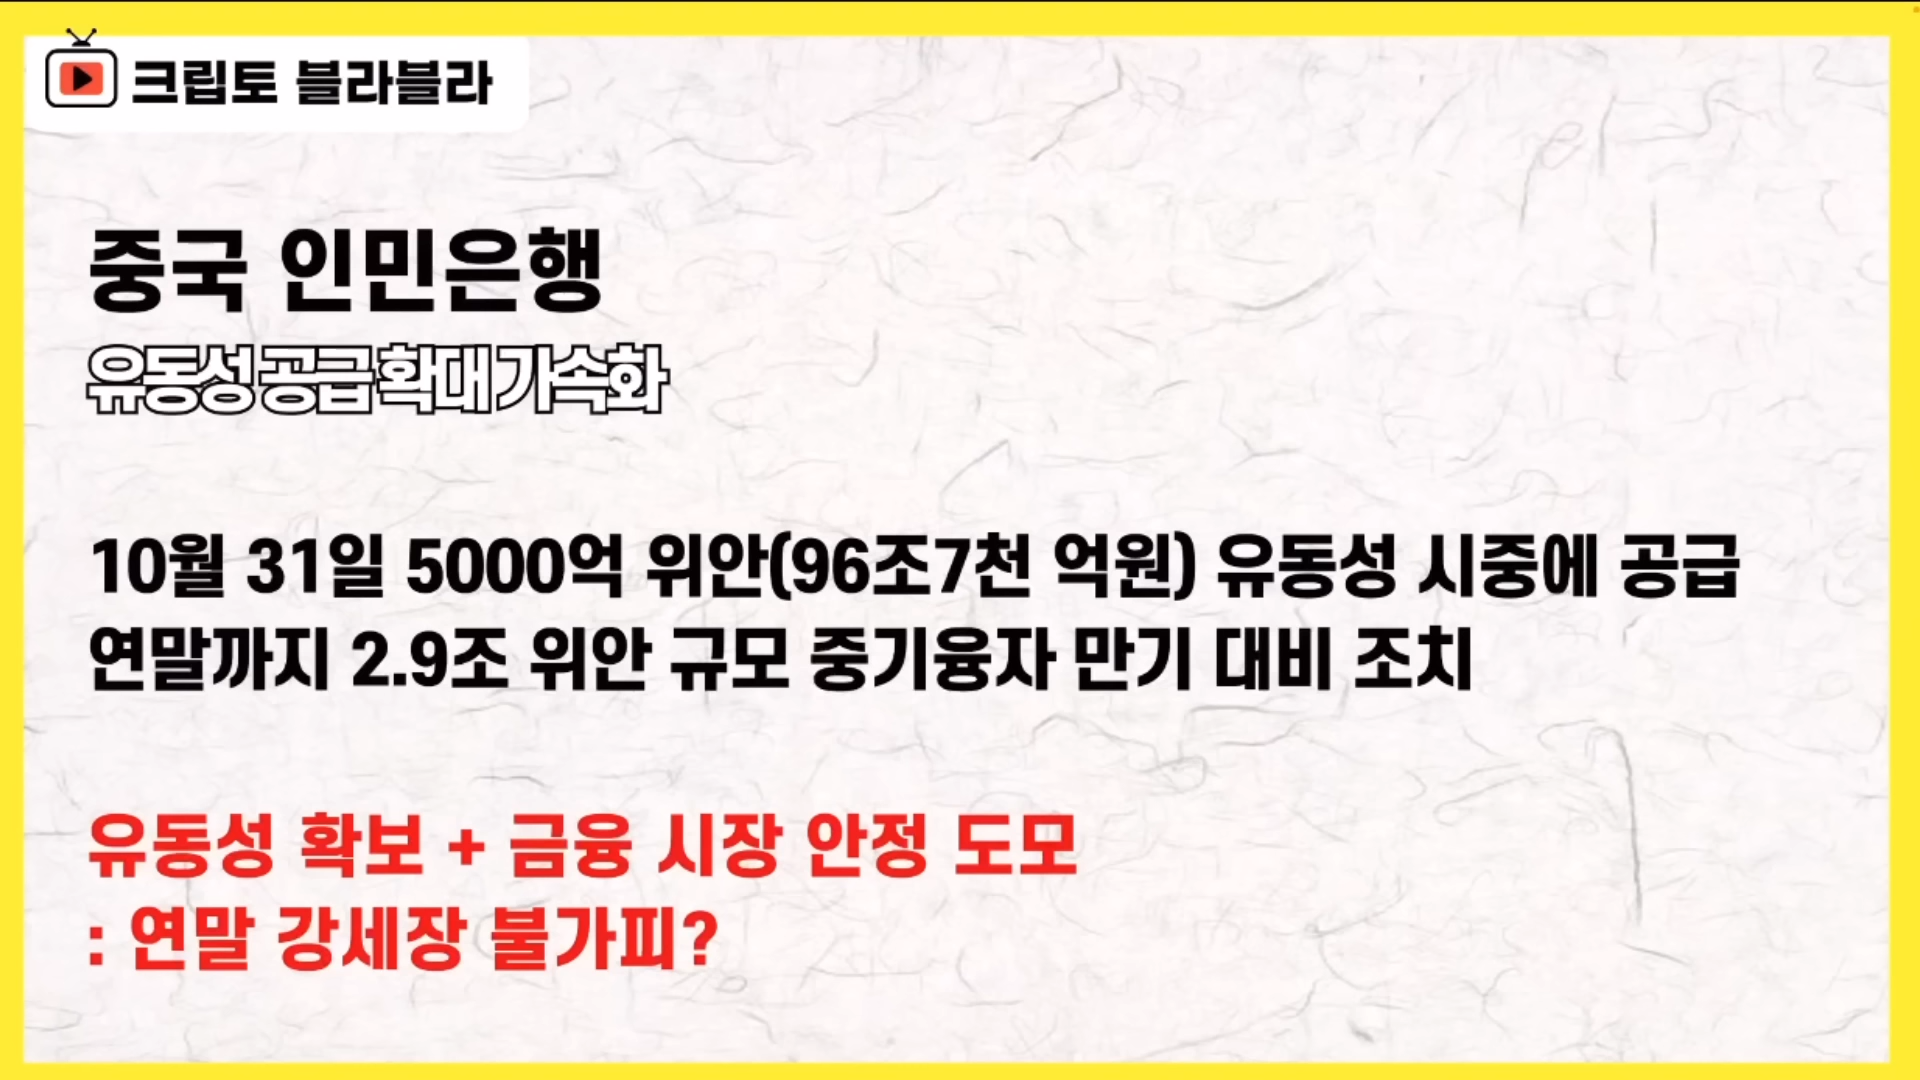 크립토 블라블라
중국 인민은행
유동성 공급 확대 가속화
10월 31일 5000억 위안(96조7천 억원) 유동성 시중에 공급
연말까지 2.9조 위안 규모 중기융자 만기 대비 조치
유동성 확보 + 금융 시장 안정 도모
: 연말 강세장 불가피?